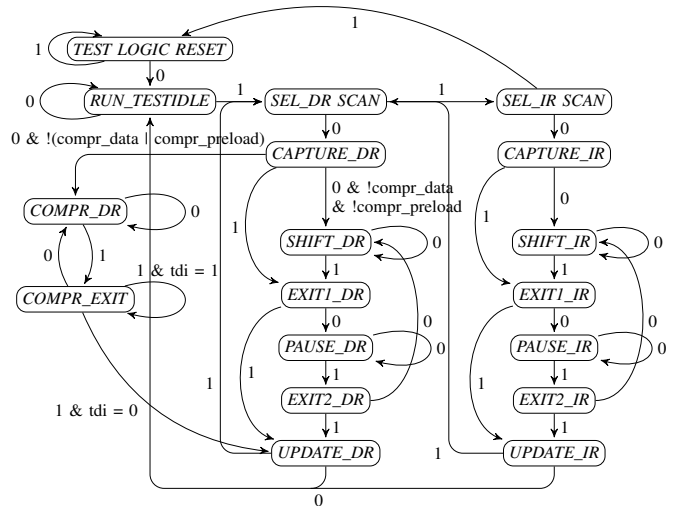 1
1
TEST LOGIC RESET
0
0
RUN_TESTIDLE
1
SEL_DR SCAN
1
SEL_IR SCAN
0 & !(compr_data | compr_preload)
0
0
CAPTURE_DR
CAPTURE_IR
0 & !compr_data
& !compr_preload
0
COMPR_DR
0
1
1
SHIFT_DR
0
SHIFT_IR
0
0
1
1 & tdi = 1
1
1
COMPR_EXIT
EXIT1_DR
EXIT1_IR
0
0
0
0
PAUSE_DR
0
PAUSE_IR
0
1
1
1
1
1
EXIT2_DR
EXIT2_IR
1 & tdi = 0
1
1
UPDATE_DR
1
UPDATE_IR
0